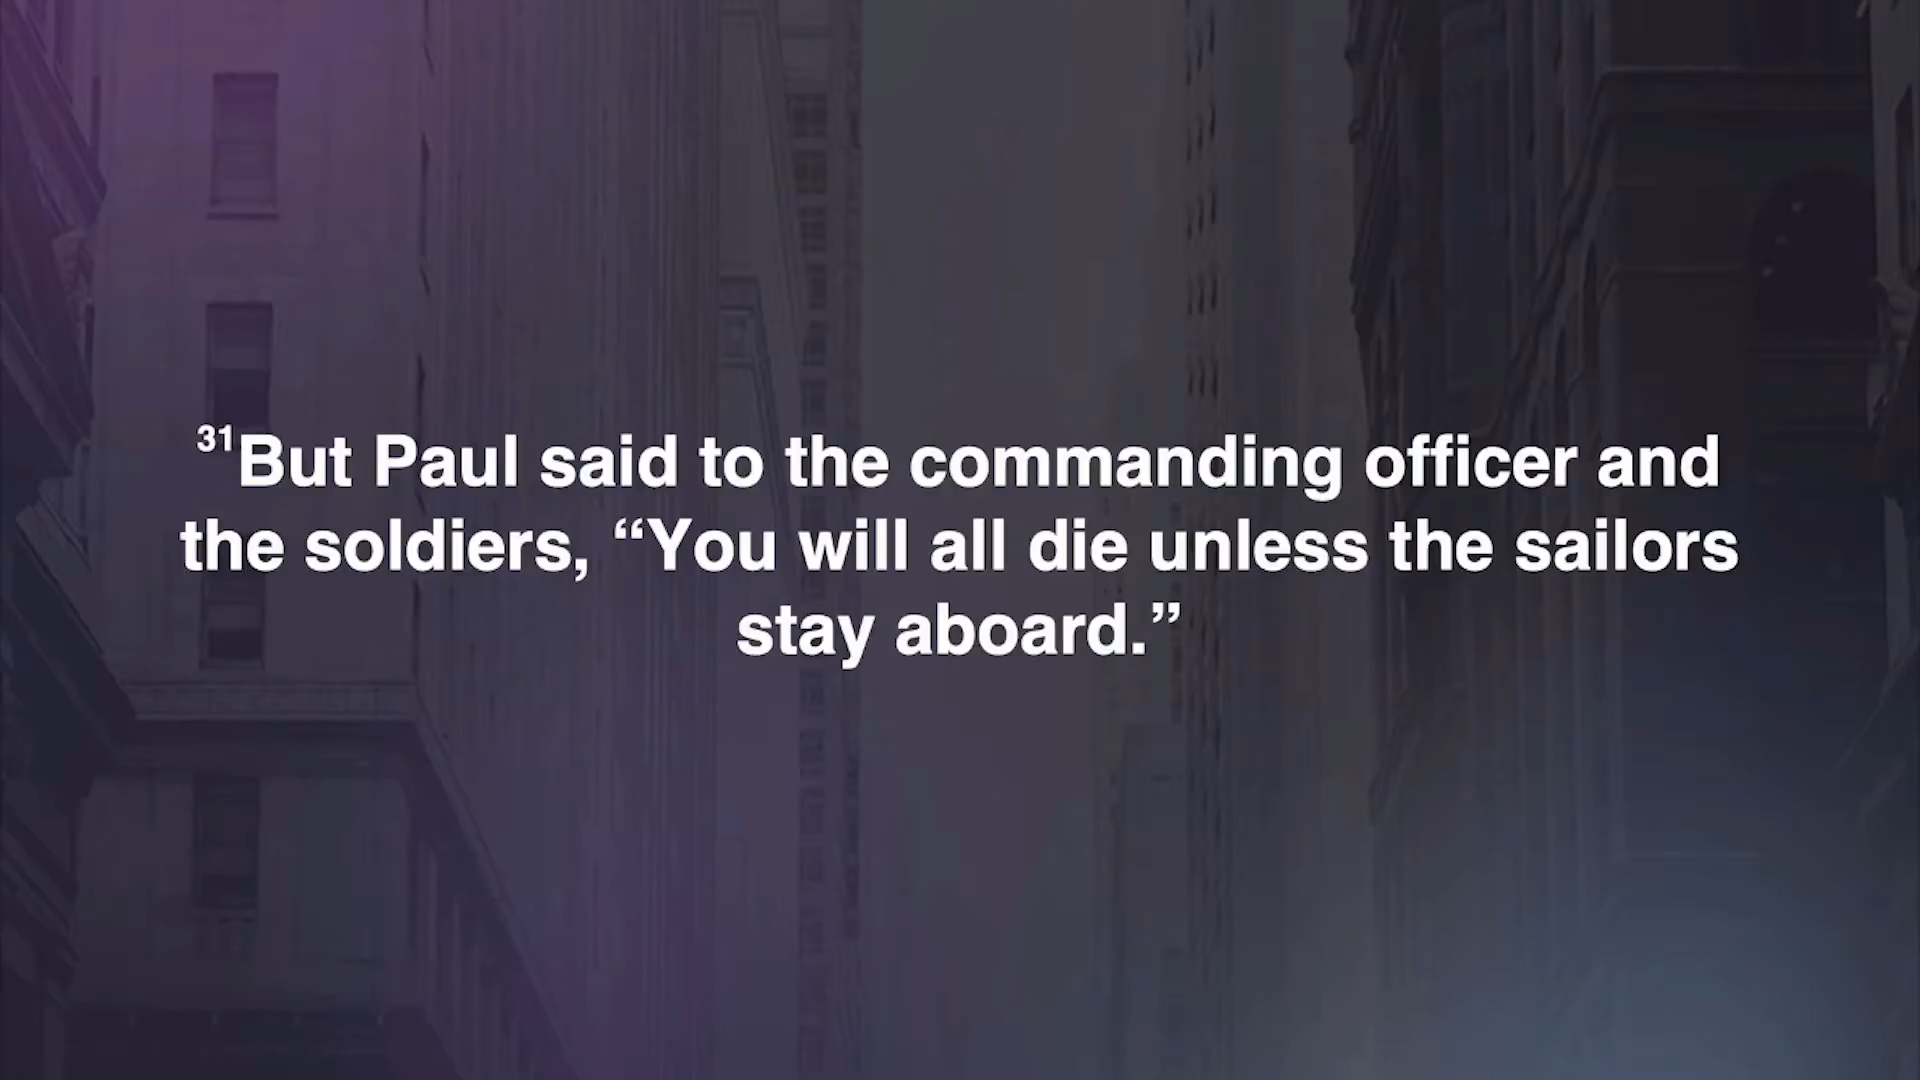 ³¹But Paul said to the commanding officer and
the soldiers, “You will all die unless the sailors
stay aboard.”